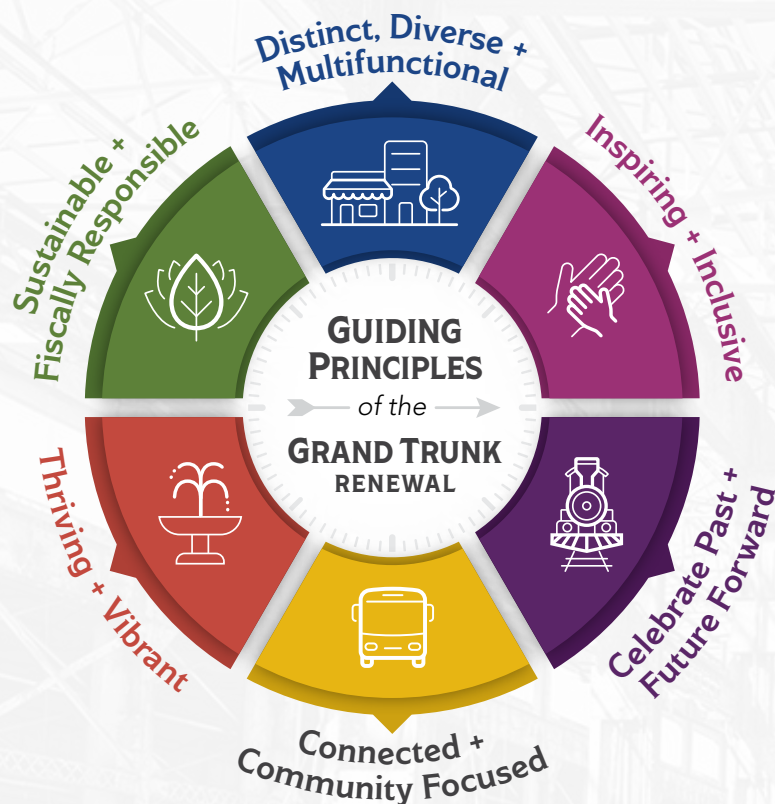 Distinct, Diverse +
Multifunctional
Inspiring + Inclusive
Celebrate Past +
Future Forward
Connected +
Community Focused
Thriving + Vibrant
Sustainable +
Fiscally Responsible
GUIDING
PRINCIPLES
of the
GRAND TRUNK
RENEWAL